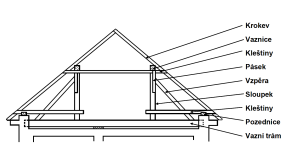 Krokev
Vaznice
Kleštiny
Pásek
Vzpěra
Sloupek
Kleštiny
Pozednice
Vazní trám